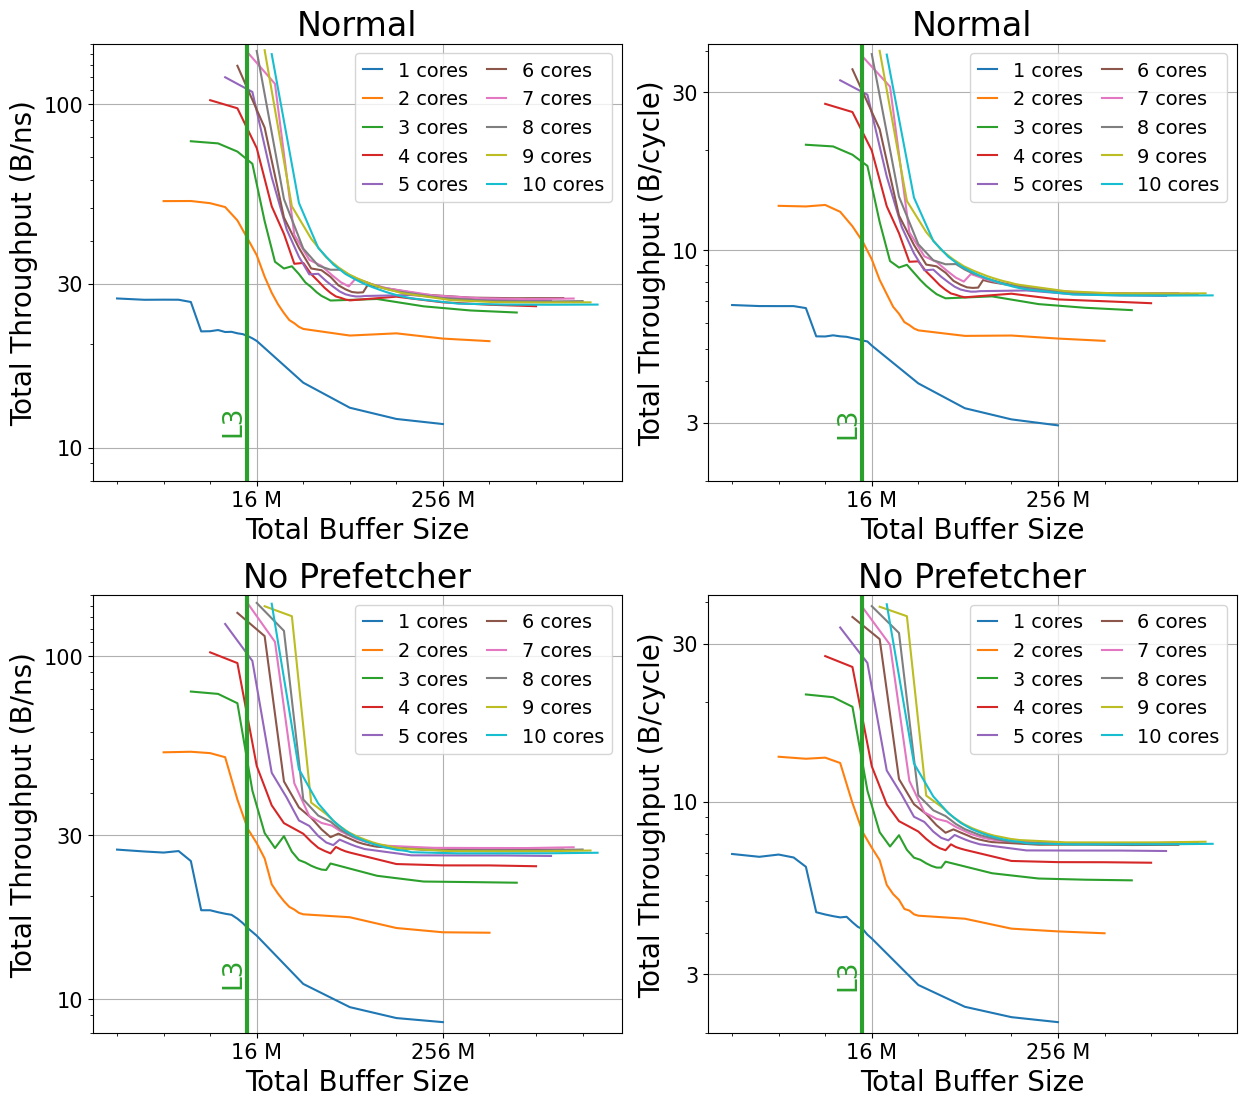 Normal
Total Throughput (B/ns)
100
30
10
1 cores
2 cores
3 cores
4 cores
5 cores
6 cores
7 cores
8 cores
9 cores
10 cores
L3
16 M
256 M
Total Buffer Size
Normal
Total Throughput (B/cycle)
30
10
3
1 cores
2 cores
3 cores
4 cores
5 cores
6 cores
7 cores
8 cores
9 cores
10 cores
L3
16 M
256 M
Total Buffer Size
No Prefetcher
Total Throughput (B/ns)
100
30
10
1 cores
2 cores
3 cores
4 cores
5 cores
6 cores
7 cores
8 cores
9 cores
10 cores
L3
16 M
256 M
Total Buffer Size
No Prefetcher
Total Throughput (B/cycle)
30
10
3
1 cores
2 cores
3 cores
4 cores
5 cores
6 cores
7 cores
8 cores
9 cores
10 cores
L3
16 M
256 M
Total Buffer Size